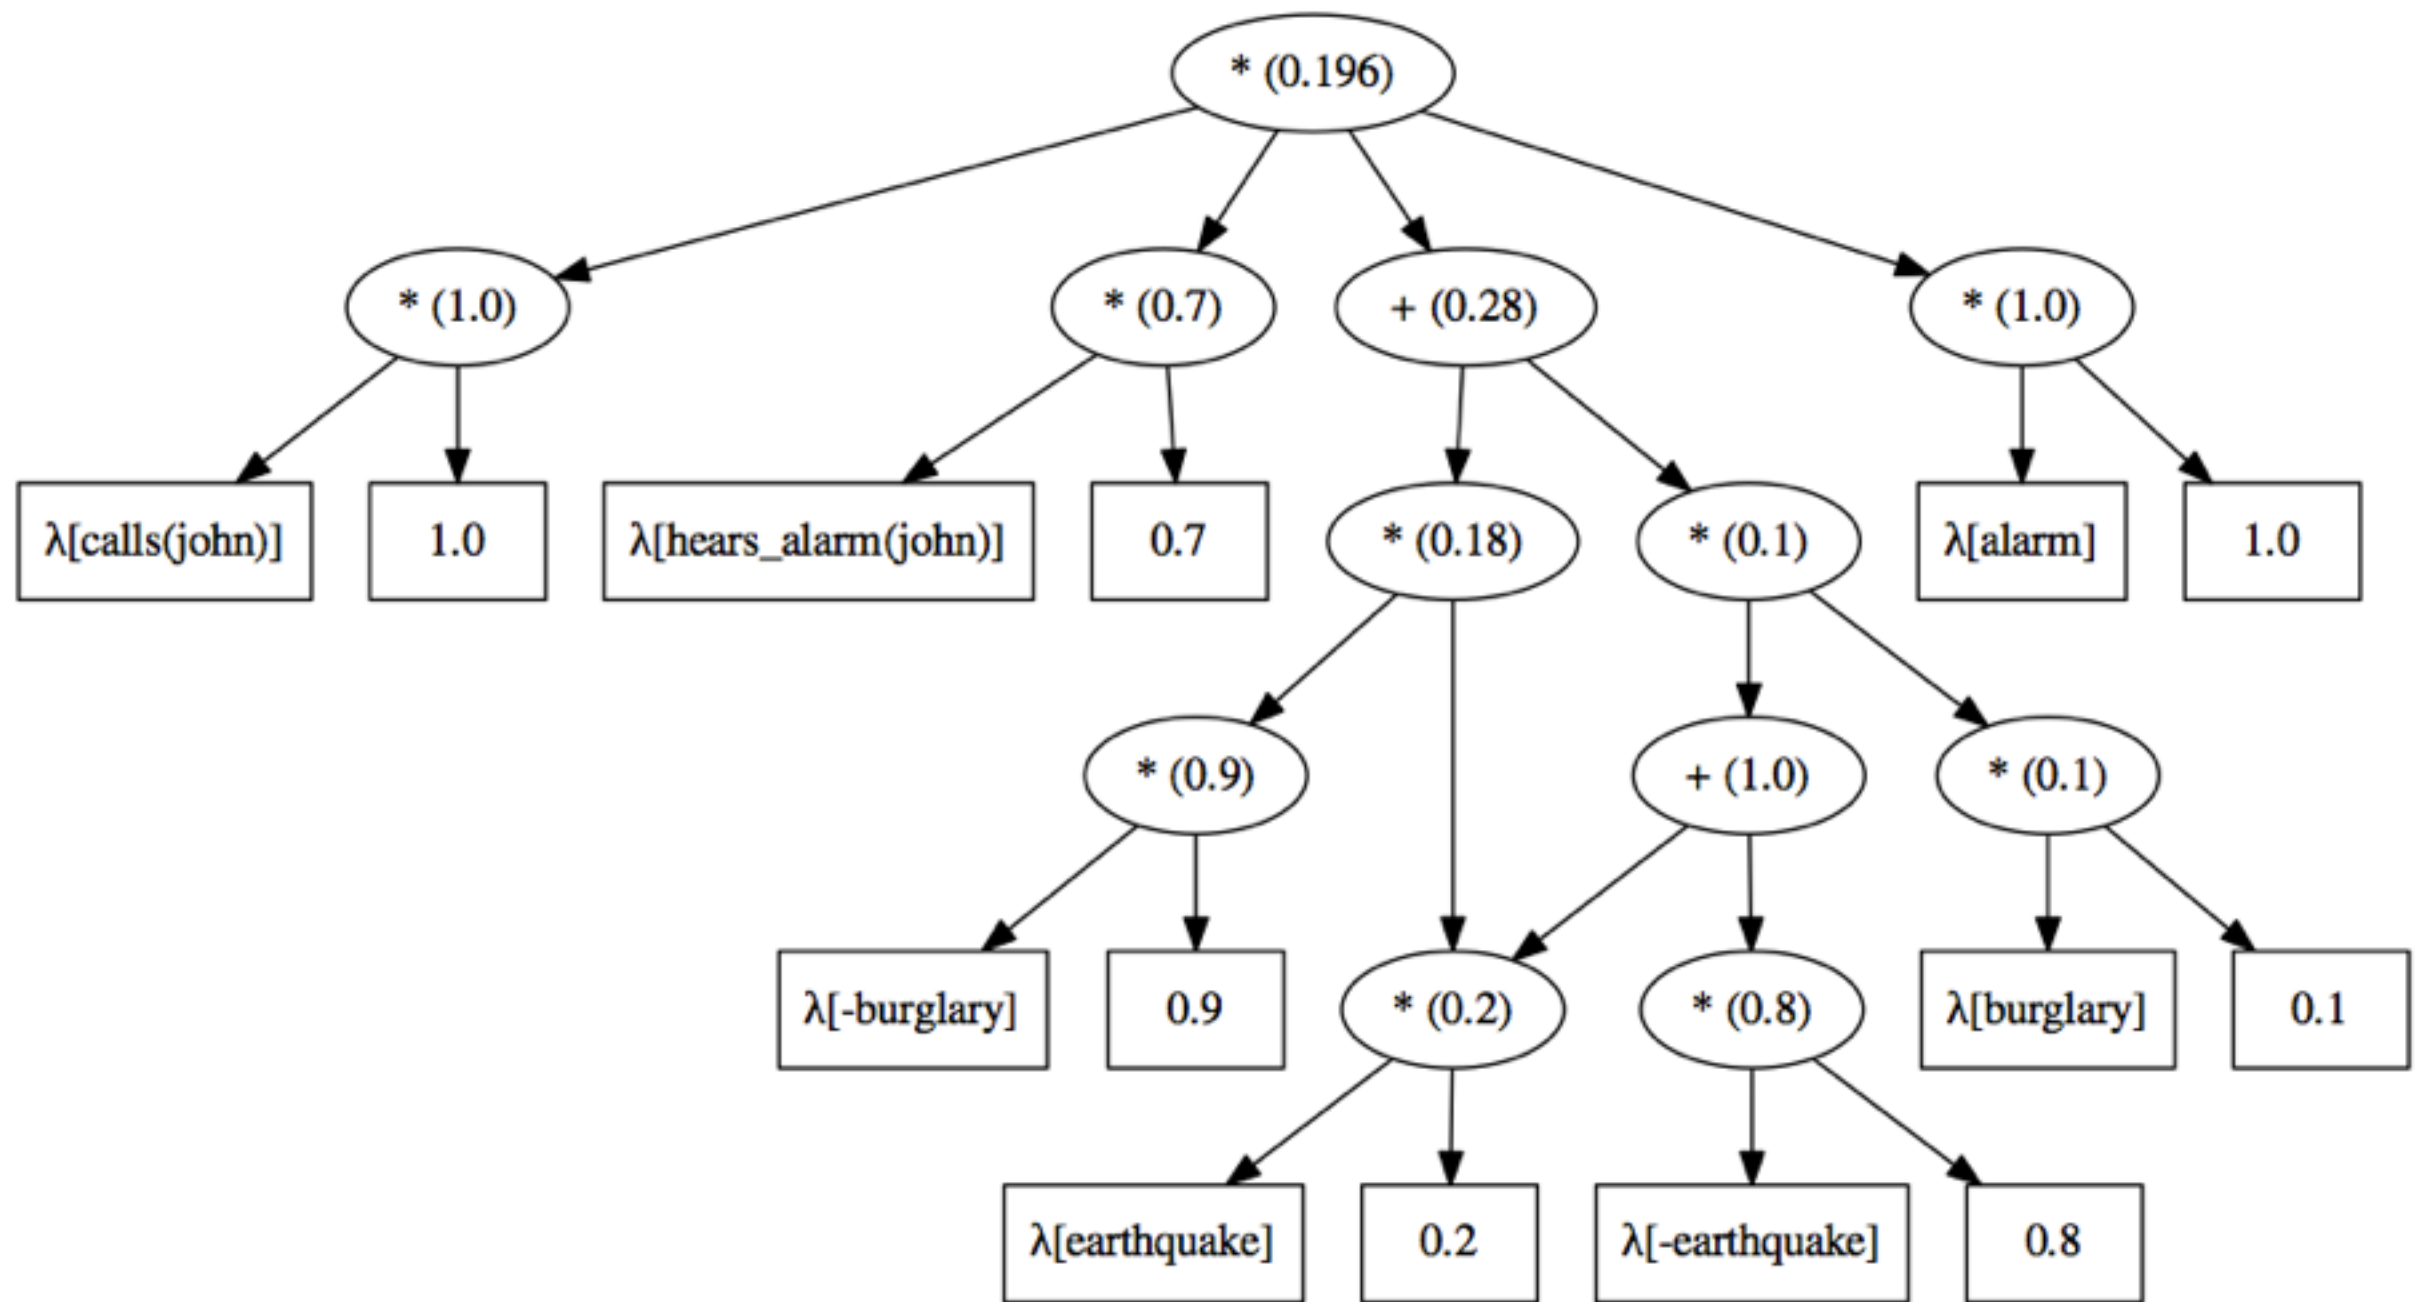 * (0.196)
* (1.0)
* (0.7)
+ (0.28)
* (1.0)
λ[calls(john)]
1.0
λ[hears_alarm(john)]
0.7
* (0.18)
* (0.1)
λ[alarm]
1.0
* (0.9)
+ (1.0)
* (0.1)
λ[-burglary]
0.9
* (0.2)
* (0.8)
λ[burglary]
0.1
λ[earthquake]
0.2
λ[-earthquake]
0.8